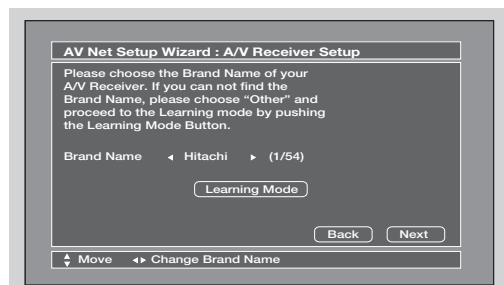 AV Net Setup Wizard : A/V Receiver Setup
Please choose the Brand Name of your
A/V Receiver. If you can not find the
Brand Name, please choose “Other” and
proceed to the Learning mode by pushing
the Learning Mode Button.
Brand Name ◄ Hitachi ► (1/54)
Learning Mode
Back Next
▲▼ Move ◄► Change Brand Name